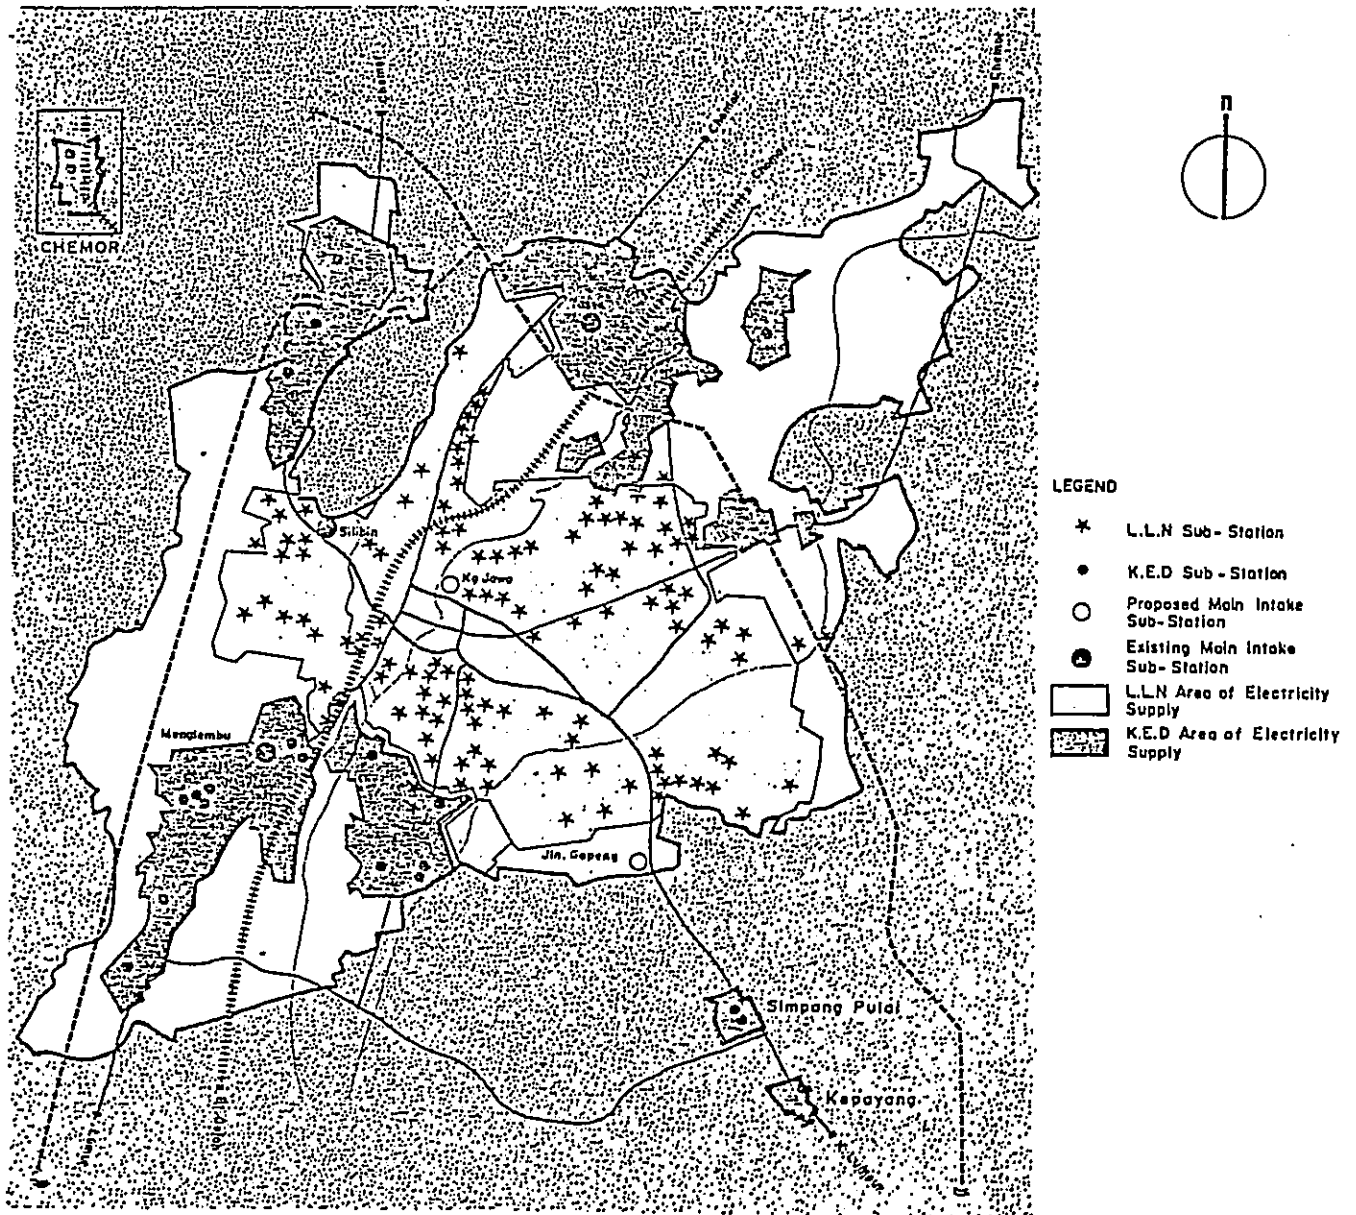 n
CHEMOR
Silibin
Kg Jawa
Menglembu
Jln. Gopeng
Simpang Pulai
Kepayang
LEGEND
L.L.N Sub-Station
K.E.D Sub-Station
Proposed Main Intake
Sub-Station
Existing Main Intake
Sub-Station
L.L.N Area of Electricity
Supply
K.E.D Area of Electricity
Supply